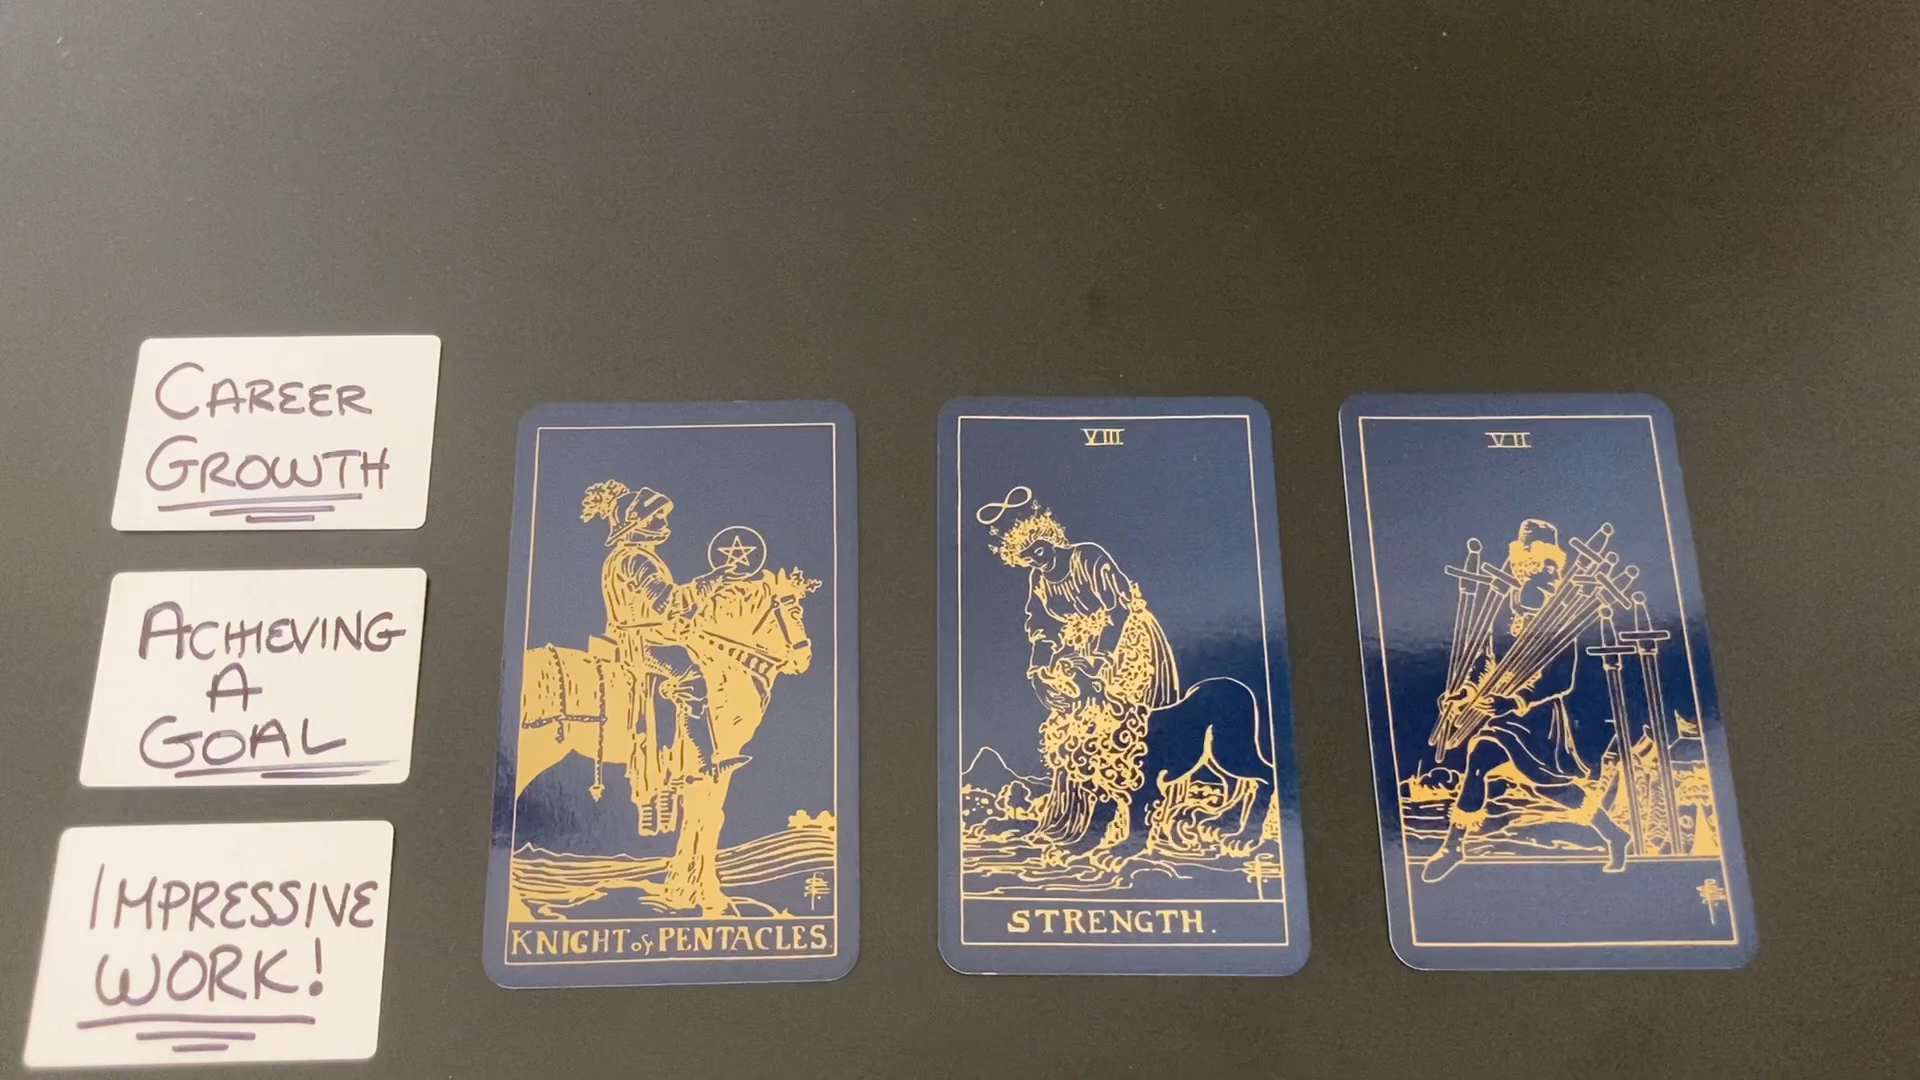 CAREER
GROWTH
ACHIEVING
A
GOAL
IMPRESSIVE
WORK!
KNIGHT of PENTACLES.
VIII
STRENGTH.
VII